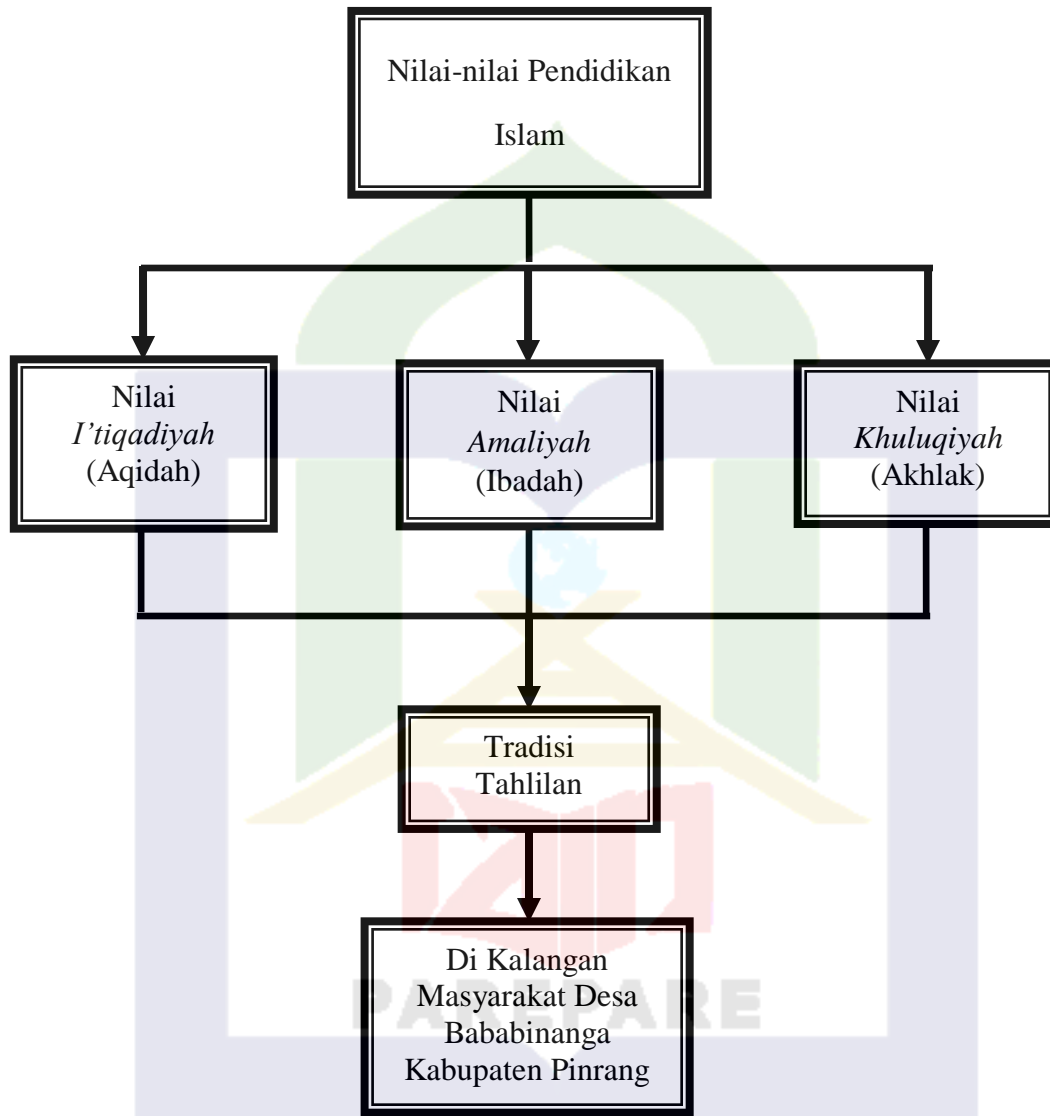 Nilai-nilai Pendidikan
Islam
Nilai
I'tiqadiyah
(Aqidah)
Nilai
Amaliyah
(Ibadah)
Nilai
Khuluqiyah
(Akhlak)
Tradisi
Tahlilan
Di Kalangan
Masyarakat Desa
Bababinanga
Kabupaten Pinrang
PAREPARE